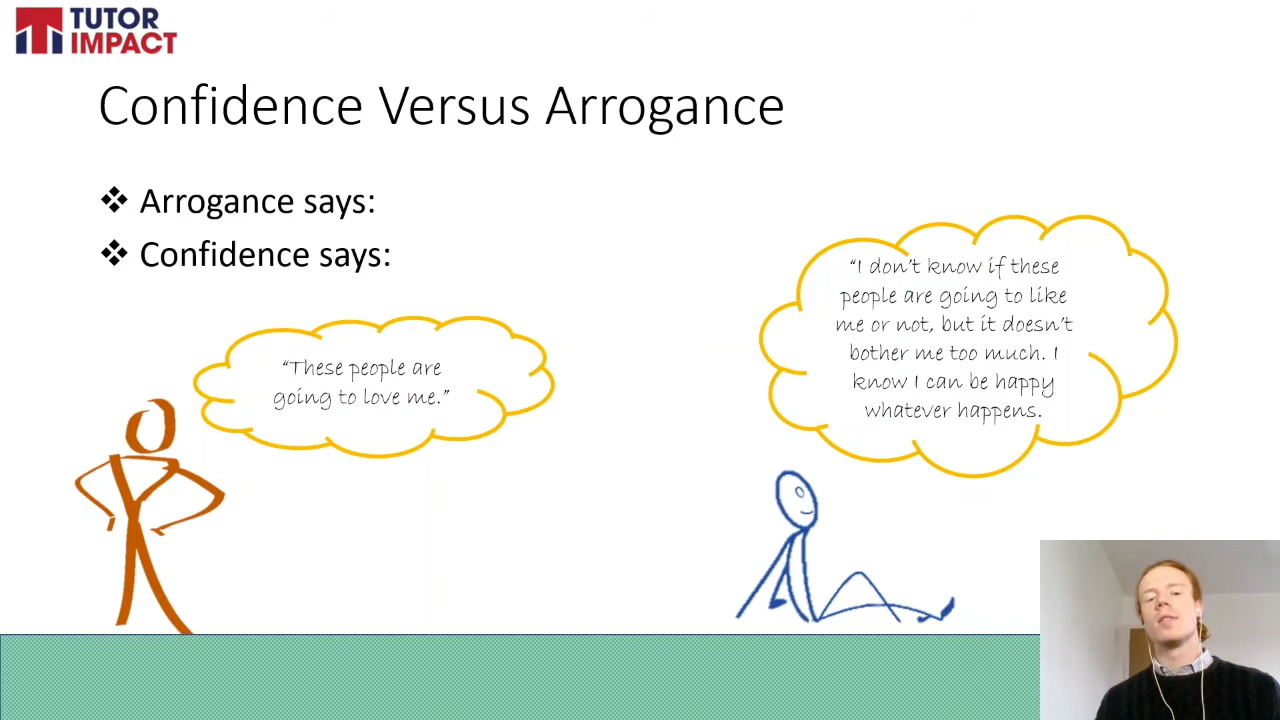 TUTOR
IMPACT
Confidence Versus Arrogance
❖ Arrogance says:
❖ Confidence says:
“These people are
going to love me.”
“I don’t know if these
people are going to like
me or not, but it doesn’t
bother me too much. I
know I can be happy
whatever happens.